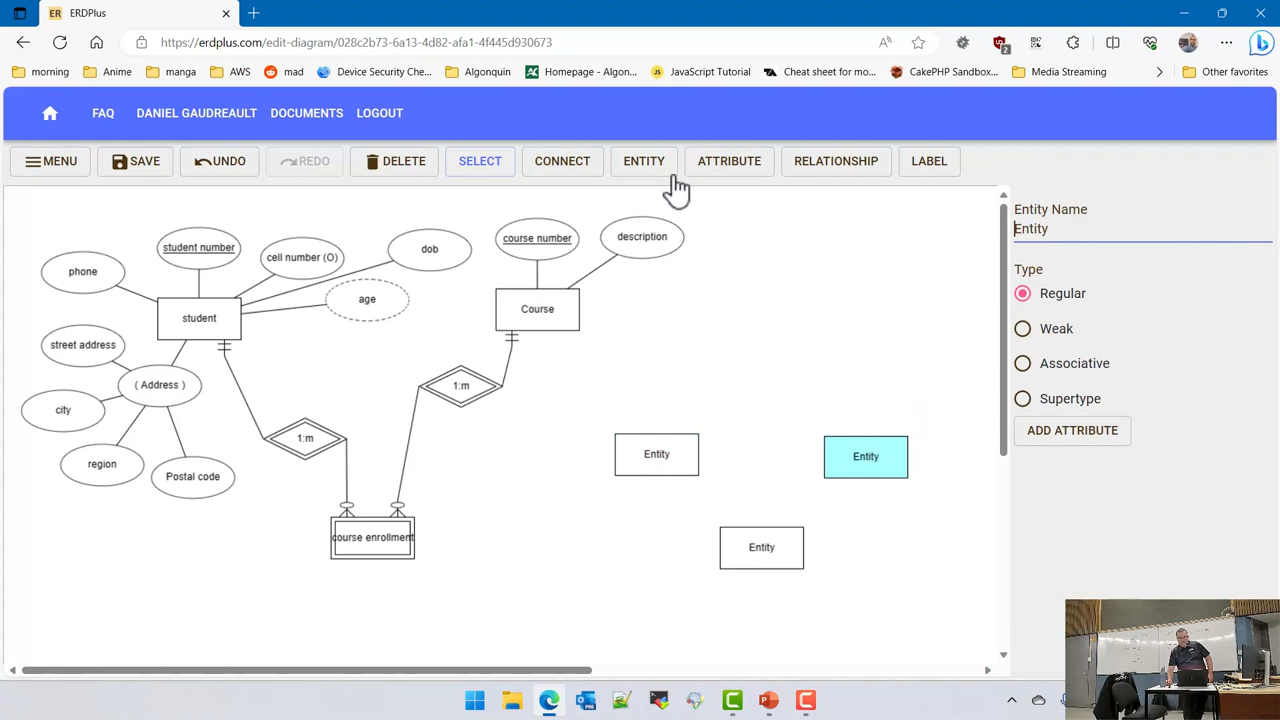 ERDPlus
https://erdplus.com/edit-diagram/028c2b73-6a13-4d82-afa1-4f445d930673
2
morning Anime manga AWS mad Device Security Che... Algonquin Homepage - Algon... JavaScript Tutorial Cheat sheet for mo... CakePHP Sandbox... Media Streaming Other favorites
FAQ DANIEL GAUDREAULT DOCUMENTS LOGOUT
MENU SAVE UNDO REDO DELETE SELECT CONNECT ENTITY ATTRIBUTE RELATIONSHIP LABEL
Entity Name
Entity
Type
Regular
Weak
Associative
Supertype
ADD ATTRIBUTE
student number
cell number (O)
dob
phone
age
student
street address
( Address )
city
region
Postal code
course number
description
Course
1:m
1:m
course enrollment
Entity
Entity
Entity